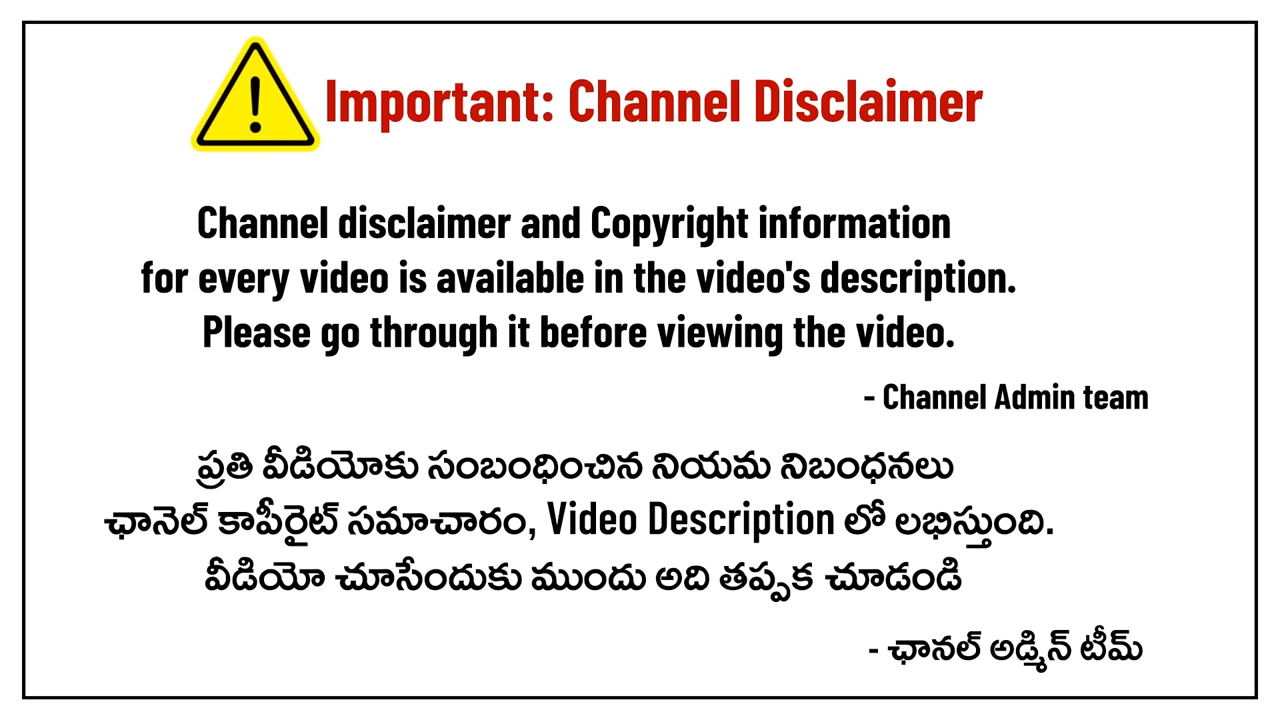 Important: Channel Disclaimer
Channel disclaimer and Copyright information
for every video is available in the video's description.
Please go through it before viewing the video.
- Channel Admin team
ప్రతి వీడియోకు సంబంధించిన నియమ నిబంధనలు
ఛానెల్ కాపీరైట్ సమాచారం, Video Description లో లభిస్తుంది.
వీడియో చూసేందుకు ముందు అది తప్పక చూడండి
- ఛానల్ అడ్మిన్ టీమ్